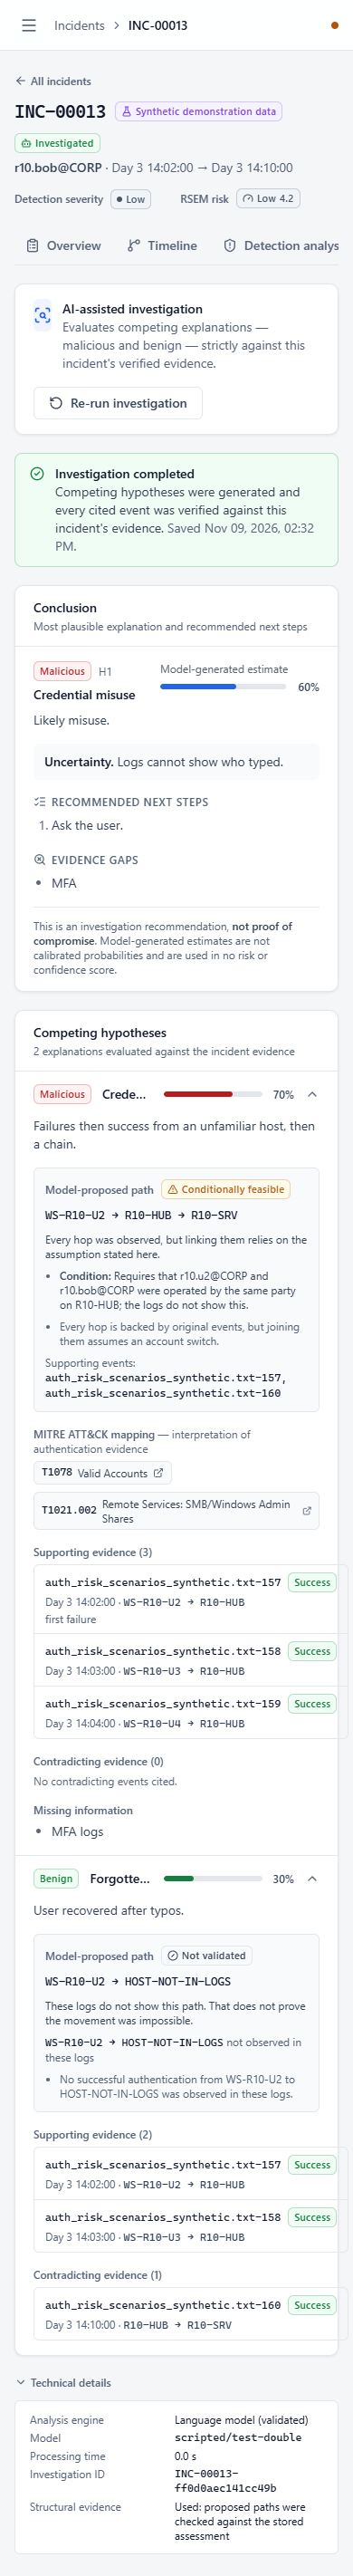 Incidents > INC-00013
← All incidents
INC-00013 Synthetic demonstration data
Investigated
r10.bob@CORP · Day 3 14:02:00 → Day 3 14:10:00
Detection severity Low RSEM risk Low 4.2
Overview Timeline Detection analys
AI-assisted investigation
Evaluates competing explanations —
malicious and benign — strictly against this
incident's verified evidence.
Re-run investigation
Investigation completed
Competing hypotheses were generated and
every cited event was verified against this
incident's evidence. Saved Nov 09, 2026, 02:32
PM.
Conclusion
Most plausible explanation and recommended next steps
Malicious H1 Model-generated estimate
Credential misuse 60%
Likely misuse.
Uncertainty. Logs cannot show who typed.
RECOMMENDED NEXT STEPS
1. Ask the user.
EVIDENCE GAPS
• MFA
This is an investigation recommendation, not proof of
compromise. Model-generated estimates are not
calibrated probabilities and are used in no risk or
confidence score.
Competing hypotheses
2 explanations evaluated against the incident evidence
Malicious Crede... 70%
Failures then success from an unfamiliar host, then
a chain.
Model-proposed path Conditionally feasible
WS-R10-U2 → R10-HUB → R10-SRV
Every hop was observed, but linking them relies on the
assumption stated here.
• Condition: Requires that r10.u2@CORP and
r10.bob@CORP were operated by the same party
on R10-HUB; the logs do not show this.
• Every hop is backed by original events, but joining
them assumes an account switch.
Supporting events:
auth_risk_scenarios_synthetic.txt-157,
auth_risk_scenarios_synthetic.txt-160
MITRE ATT&CK mapping — interpretation of
authentication evidence
T1078 Valid Accounts
T1021.002 Remote Services: SMB/Windows Admin
Shares
Supporting evidence (3)
auth_risk_scenarios_synthetic.txt-157 Success
Day 3 14:02:00 · WS-R10-U2 → R10-HUB
first failure
auth_risk_scenarios_synthetic.txt-158 Success
Day 3 14:03:00 · WS-R10-U3 → R10-HUB
auth_risk_scenarios_synthetic.txt-159 Success
Day 3 14:04:00 · WS-R10-U4 → R10-HUB
Contradicting evidence (0)
No contradicting events cited.
Missing information
• MFA logs
Benign Forgotte... 30%
User recovered after typos.
Model-proposed path Not validated
WS-R10-U2 → HOST-NOT-IN-LOGS
These logs do not show this path. That does not prove
the movement was impossible.
WS-R10-U2 → HOST-NOT-IN-LOGS not observed in
these logs
• No successful authentication from WS-R10-U2 to
HOST-NOT-IN-LOGS was observed in these logs.
Supporting evidence (2)
auth_risk_scenarios_synthetic.txt-157 Success
Day 3 14:02:00 · WS-R10-U2 → R10-HUB
auth_risk_scenarios_synthetic.txt-158 Success
Day 3 14:03:00 · WS-R10-U3 → R10-HUB
Contradicting evidence (1)
auth_risk_scenarios_synthetic.txt-160 Success
Day 3 14:10:00 · R10-HUB → R10-SRV
Technical details
Analysis engine Language model (validated)
Model scripted/test-double
Processing time 0.0 s
Investigation ID INC-00013-
ff0d0aec141cc49b
Structural evidence Used: proposed paths were
checked against the stored
assessment